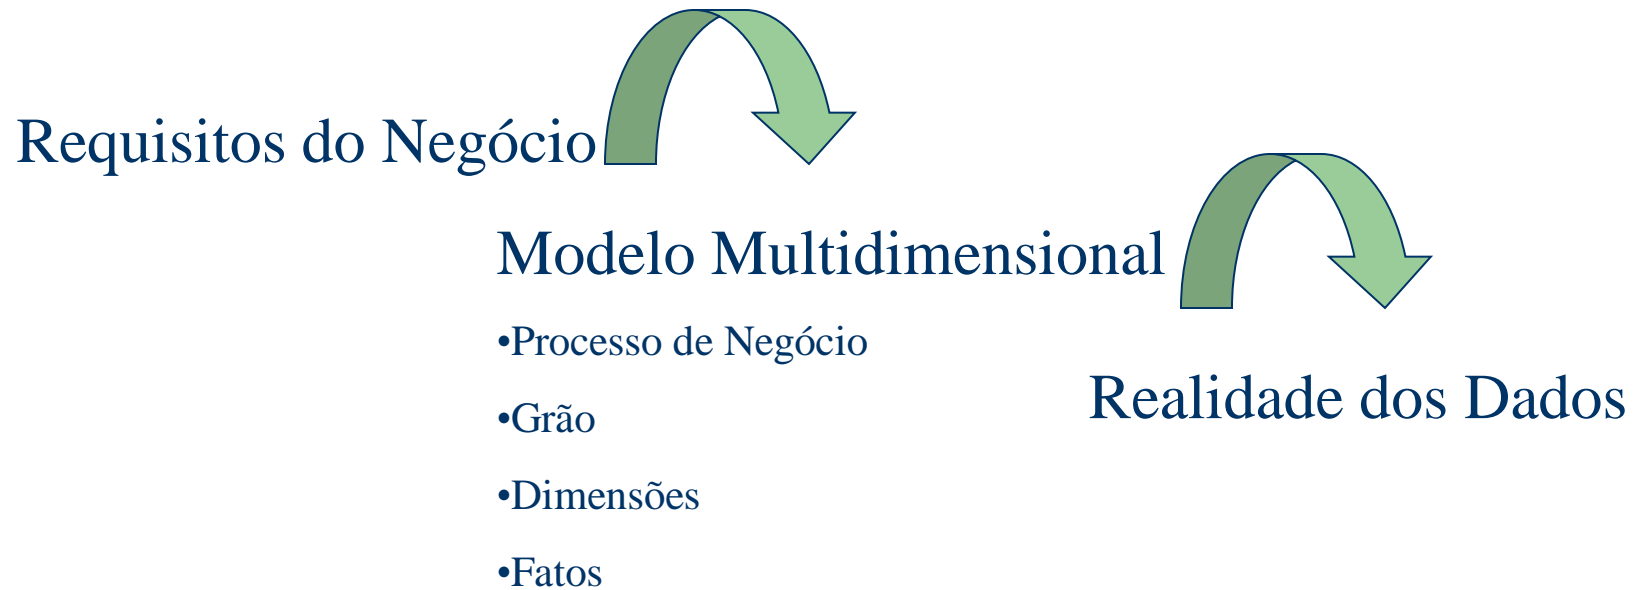 Requisitos do Negócio
Modelo Multidimensional
•Processo de Negócio
•Grão
•Dimensões
•Fatos
Realidade dos Dados